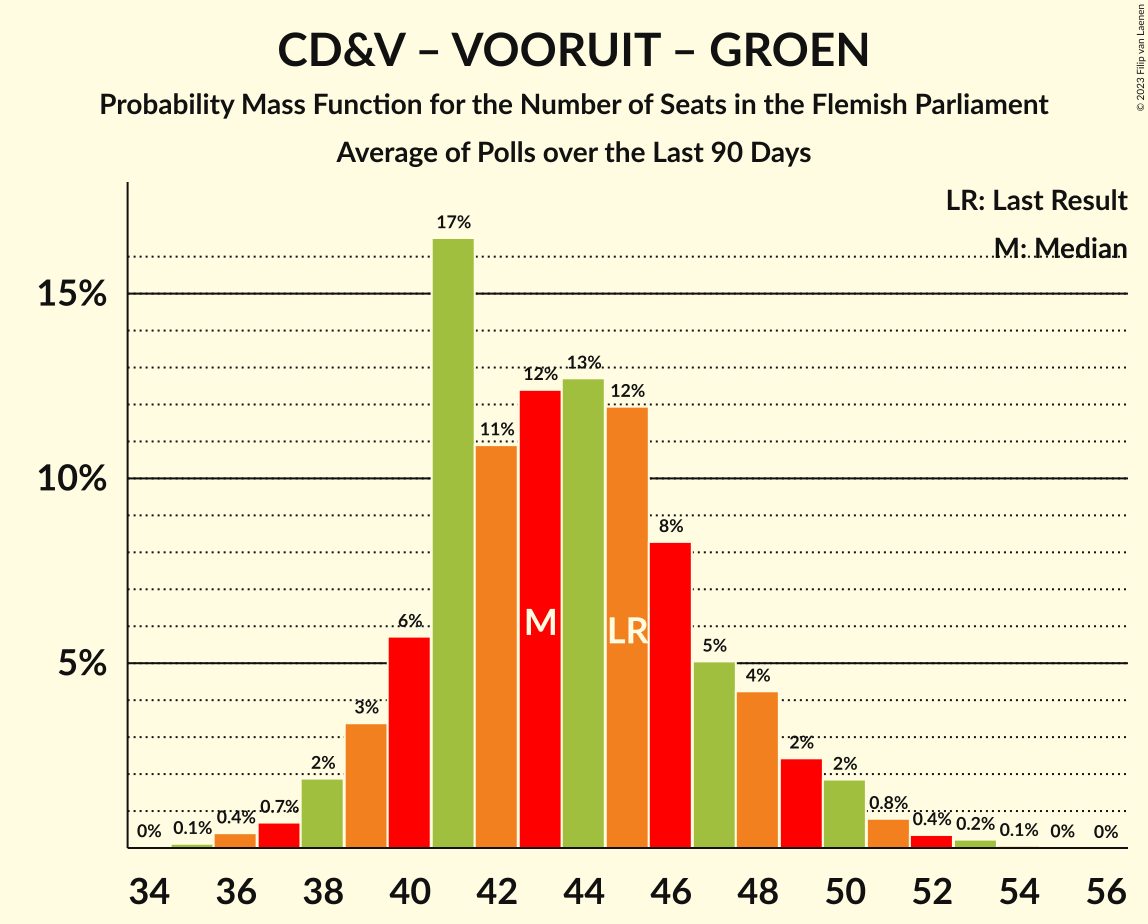 CD&V – VOORUIT – GROEN
Probability Mass Function for the Number of Seats in the Flemish Parliament
Average of Polls over the Last 90 Days
© 2023 Filip van Laenen
LR: Last Result
M: Median
15%
10%
5%
0%
0.1%
0.4%
0.7%
2%
3%
6%
17%
11%
12%
13%
12%
8%
5%
4%
2%
2%
0.8%
0.4%
0.2%
0.1%
0%
0%
M
LR
34 36 38 40 42 44 46 48 50 52 54 56